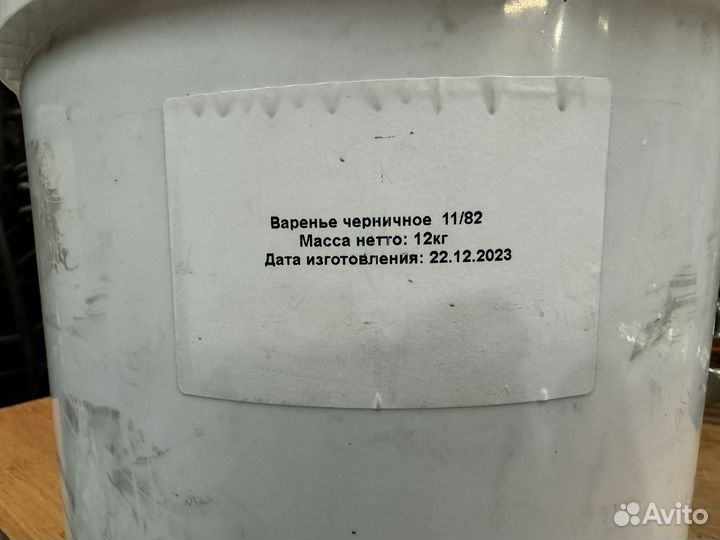 Варенье черничное 11/82
Масса нетто: 12кг
Дата изготовления: 22.12.2023
Avito